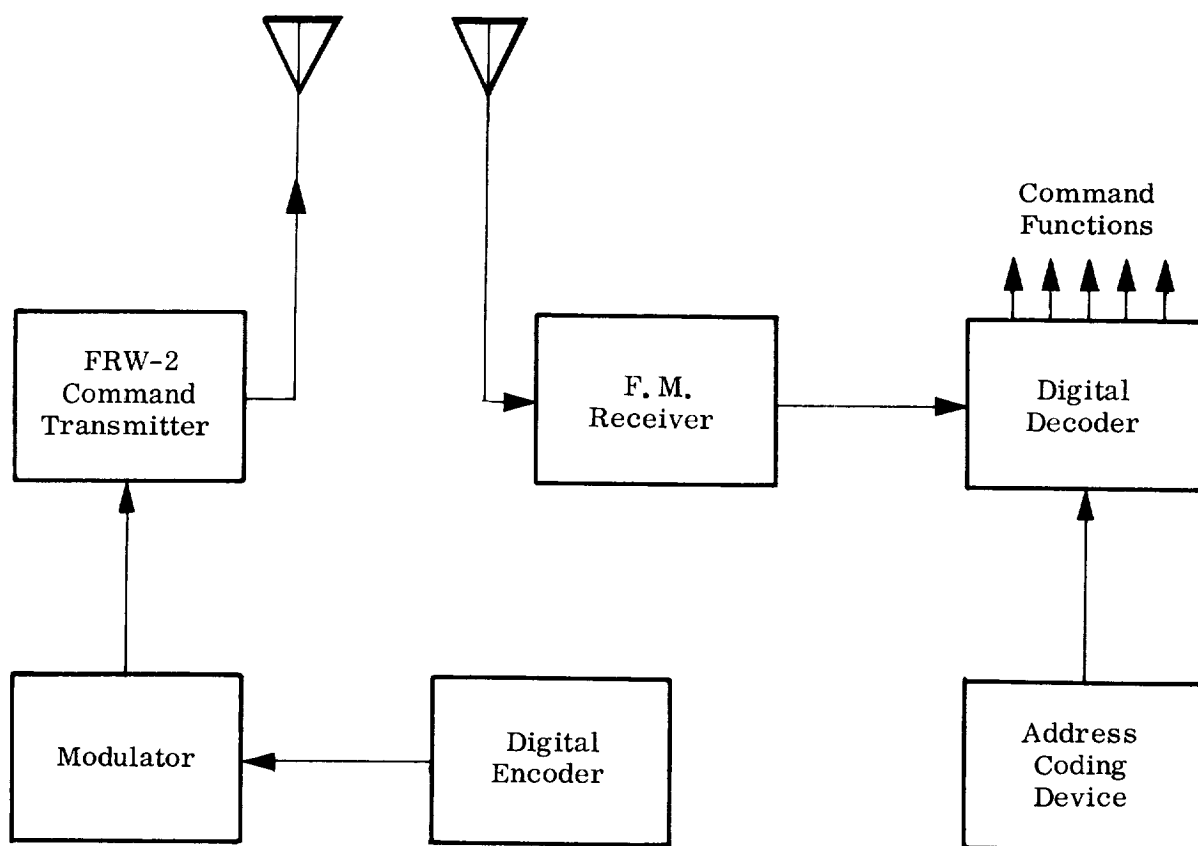 Command
Functions
FRW-2
Command
Transmitter
F. M.
Receiver
Digital
Decoder
Modulator
Digital
Encoder
Address
Coding
Device